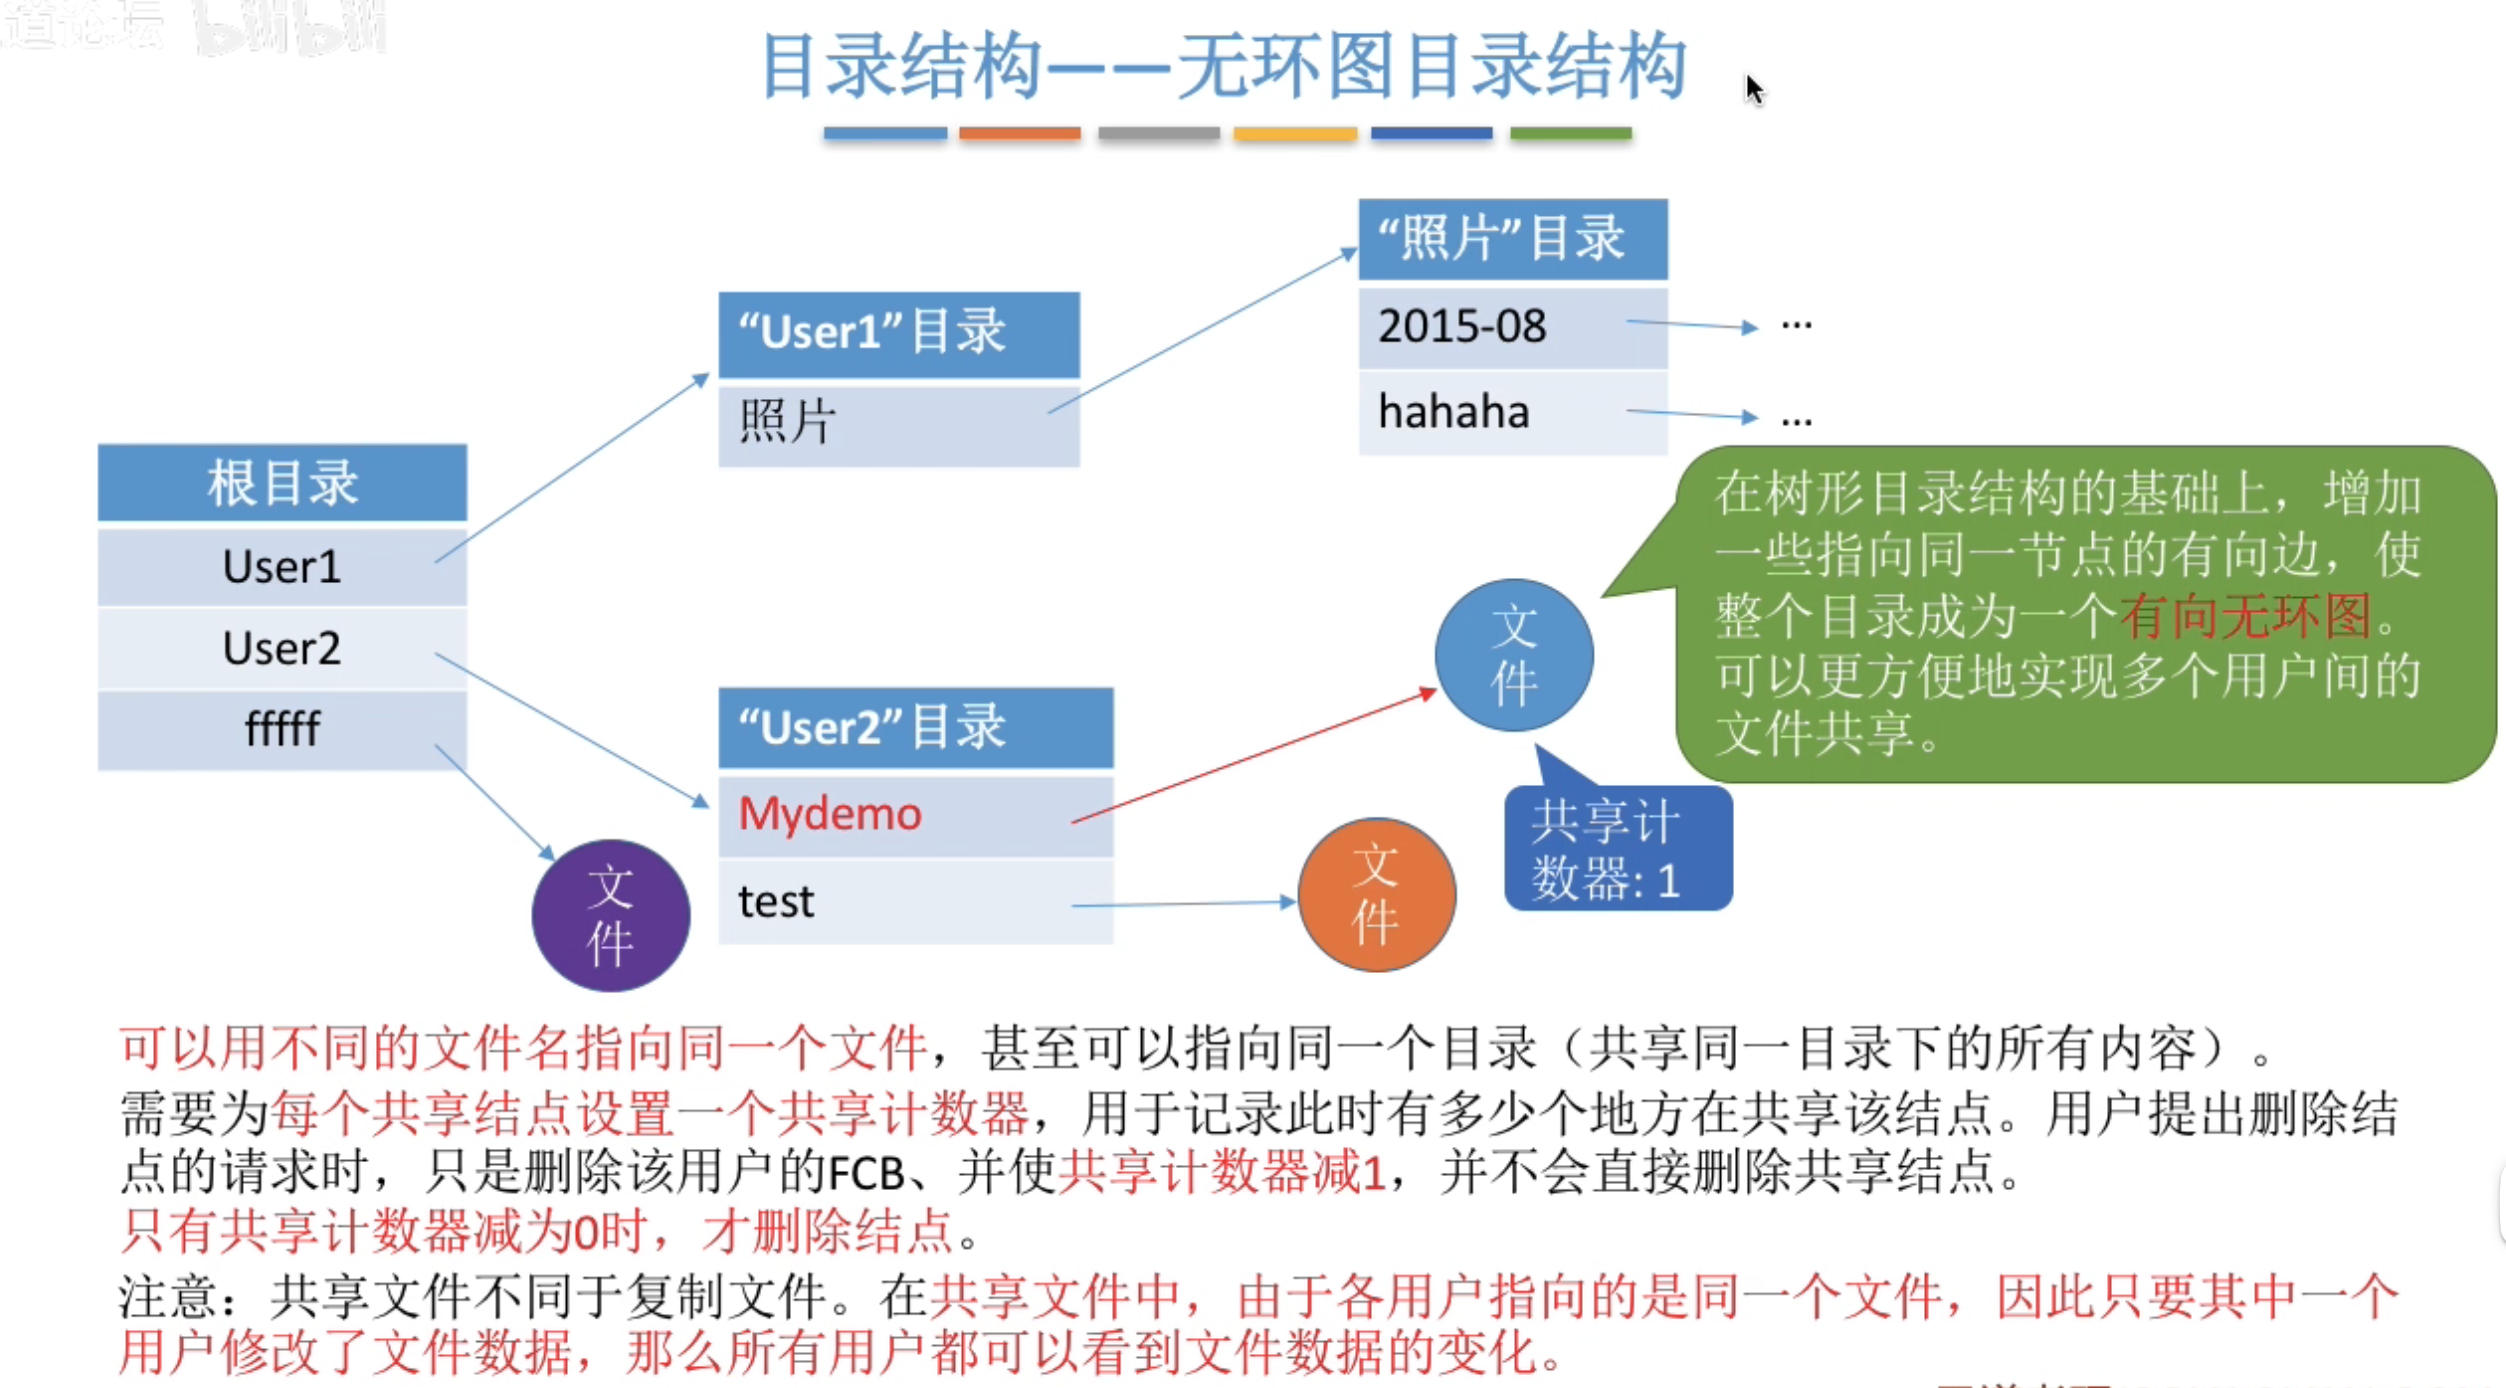 道论坛 bilibili
目录结构——无环图目录结构
“照片”目录
2015-08 …
hahaha …
“User1”目录
照片
根目录
User1
User2
fffff
文
件
“User2”目录
Mydemo
test
文
件
文
件
共享计
数器: 1
在树形目录结构的基础上，增加
一些指向同一节点的有向边，使
整个目录成为一个有向无环图。
可以更方便地实现多个用户间的
文件共享。
可以用不同的文件名指向同一个文件，甚至可以指向同一个目录（共享同一目录下的所有内容）。
需要为每个共享结点设置一个共享计数器，用于记录此时有多少个地方在共享该结点。用户提出删除结
点的请求时，只是删除该用户的FCB、并使共享计数器减1，并不会直接删除共享结点。
只有共享计数器减为0时，才删除结点。
注意：共享文件不同于复制文件。在共享文件中，由于各用户指向的是同一个文件，因此只要其中一个
用户修改了文件数据，那么所有用户都可以看到文件数据的变化。